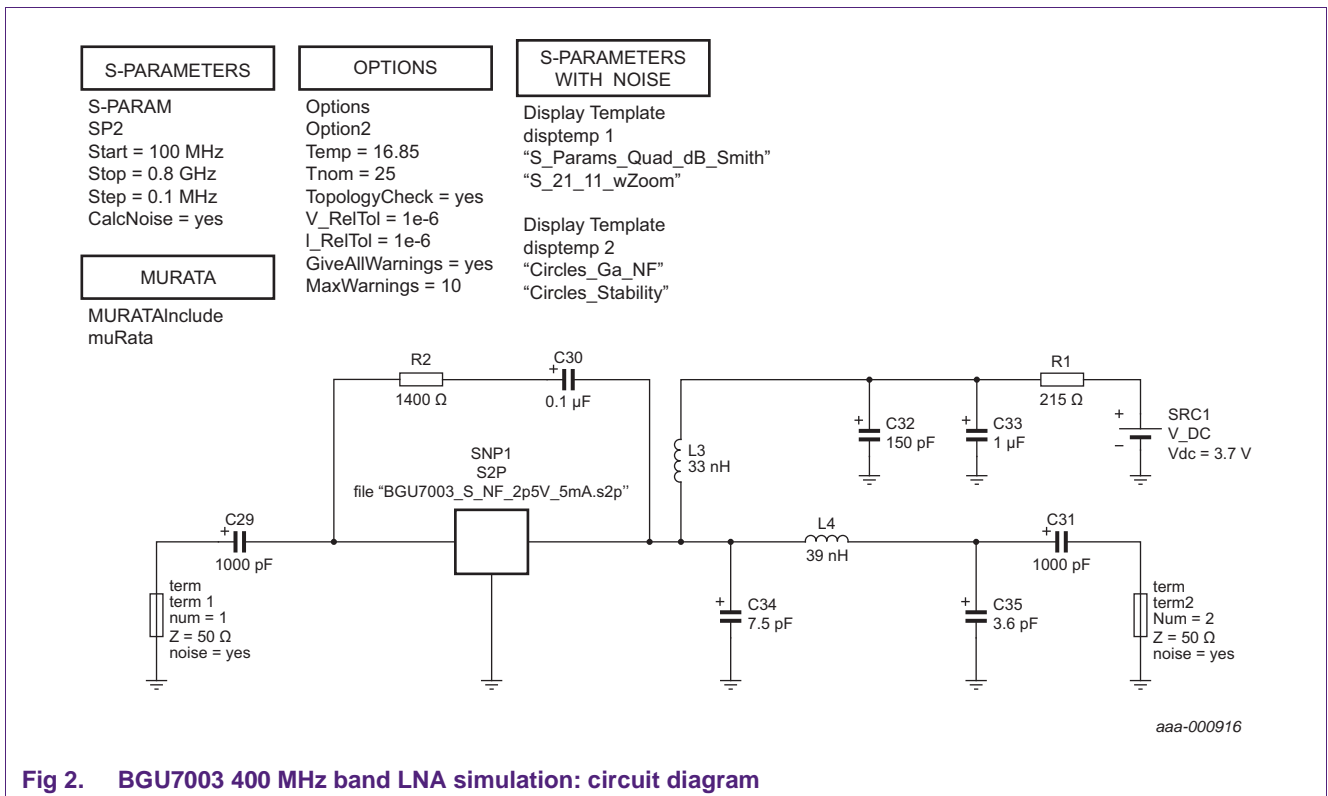 S-PARAMETERS
S-PARAM
SP2
Start = 100 MHz
Stop = 0.8 GHz
Step = 0.1 MHz
CalcNoise = yes
MURATA
MURATAInclude
muRata
OPTIONS
Options
Option2
Temp = 16.85
Tnom = 25
TopologyCheck = yes
V_RelTol = 1e-6
I_RelTol = 1e-6
GiveAllWarnings = yes
MaxWarnings = 10
S-PARAMETERS
WITH NOISE
Display Template
disptemp 1
“S_Params_Quad_dB_Smith”
“S_21_11_wZoom”
Display Template
disptemp 2
“Circles_Ga_NF”
“Circles_Stability”
R2
1400 Ω
C30
+
0.1 μF
R1
215 Ω
+
C32
150 pF
+
C33
1 μF
+
−
SRC1
V_DC
Vdc = 3.7 V
L3
33 nH
SNP1
S2P
file “BGU7003_S_NF_2p5V_5mA.s2p”
C29
+
1000 pF
L4
39 nH
C31
+
1000 pF
term
term 1
num = 1
Z = 50 Ω
noise = yes
+
C34
7.5 pF
+
C35
3.6 pF
term
term2
Num = 2
Z = 50 Ω
noise = yes
aaa-000916
Fig 2. BGU7003 400 MHz band LNA simulation: circuit diagram